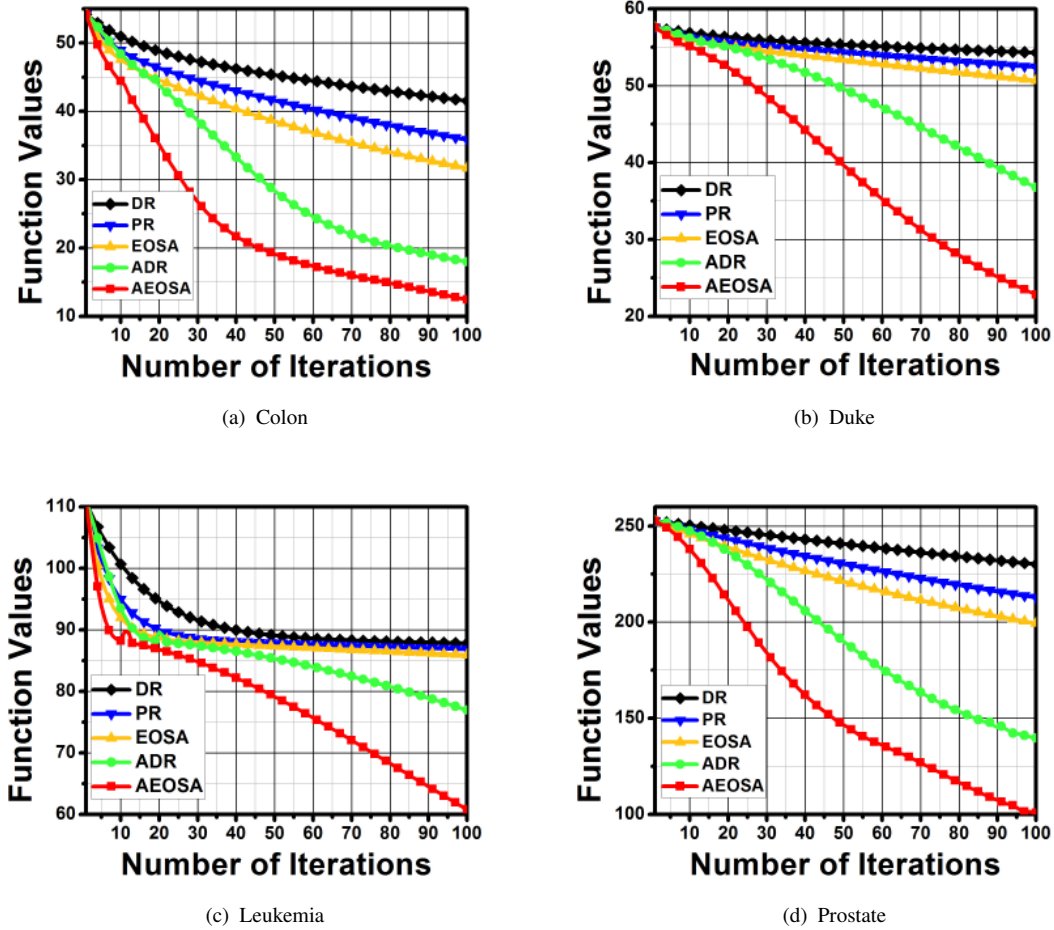 Function Values
50
40
30
20
10
DR
PR
EOSA
ADR
AEOSA
10 20 30 40 50 60 70 80 90 100
Number of Iterations
(a) Colon
Function Values
60
50
40
30
20
DR
PR
EOSA
ADR
AEOSA
10 20 30 40 50 60 70 80 90 100
Number of Iterations
(b) Duke
Function Values
110
100
90
80
70
60
DR
PR
EOSA
ADR
AEOSA
10 20 30 40 50 60 70 80 90 100
Number of Iterations
(c) Leukemia
Function Values
250
200
150
100
DR
PR
EOSA
ADR
AEOSA
10 20 30 40 50 60 70 80 90 100
Number of Iterations
(d) Prostate